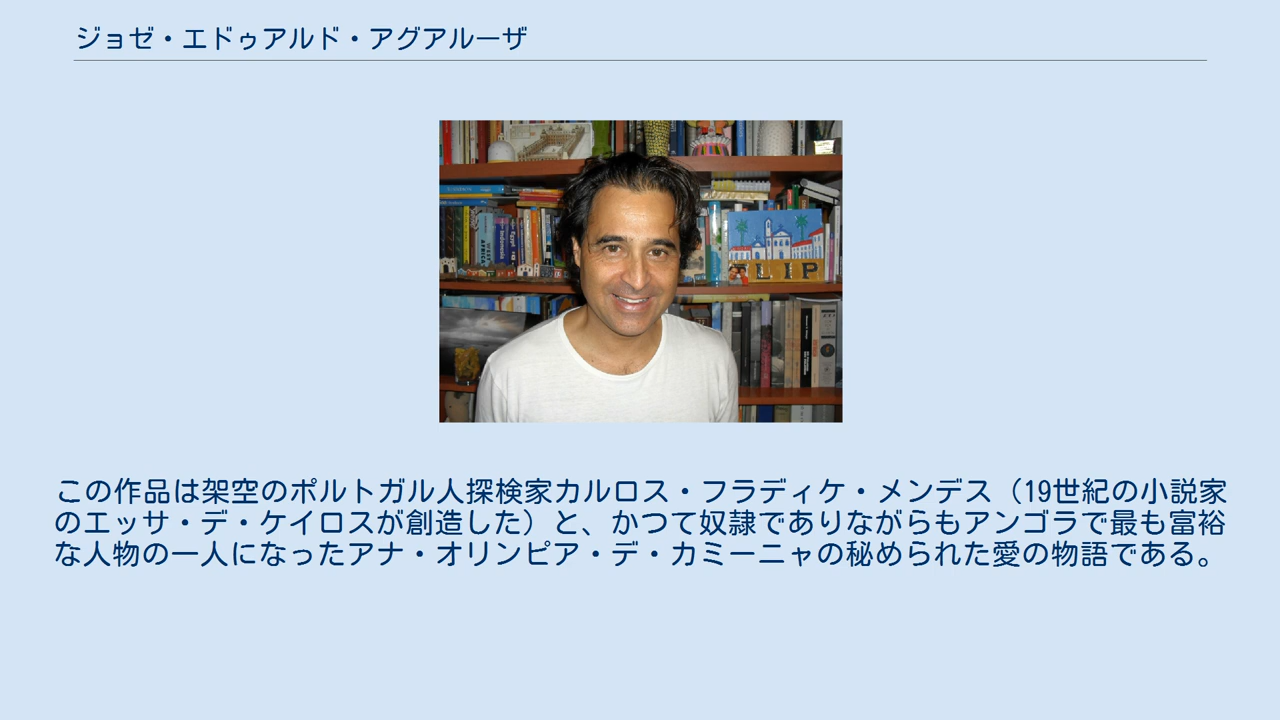 ジョゼ・エドゥアルド・アグアルーザ
FLIP
この作品は架空のポルトガル人探検家カルロス・フラディケ・メンデス（19世紀の小説家
のエッサ・デ・ケイロスが創造した）と、かつて奴隷でありながらもアンゴラで最も富裕
な人物の一人になったアナ・オリンピア・デ・カミーニャの秘められた愛の物語である。